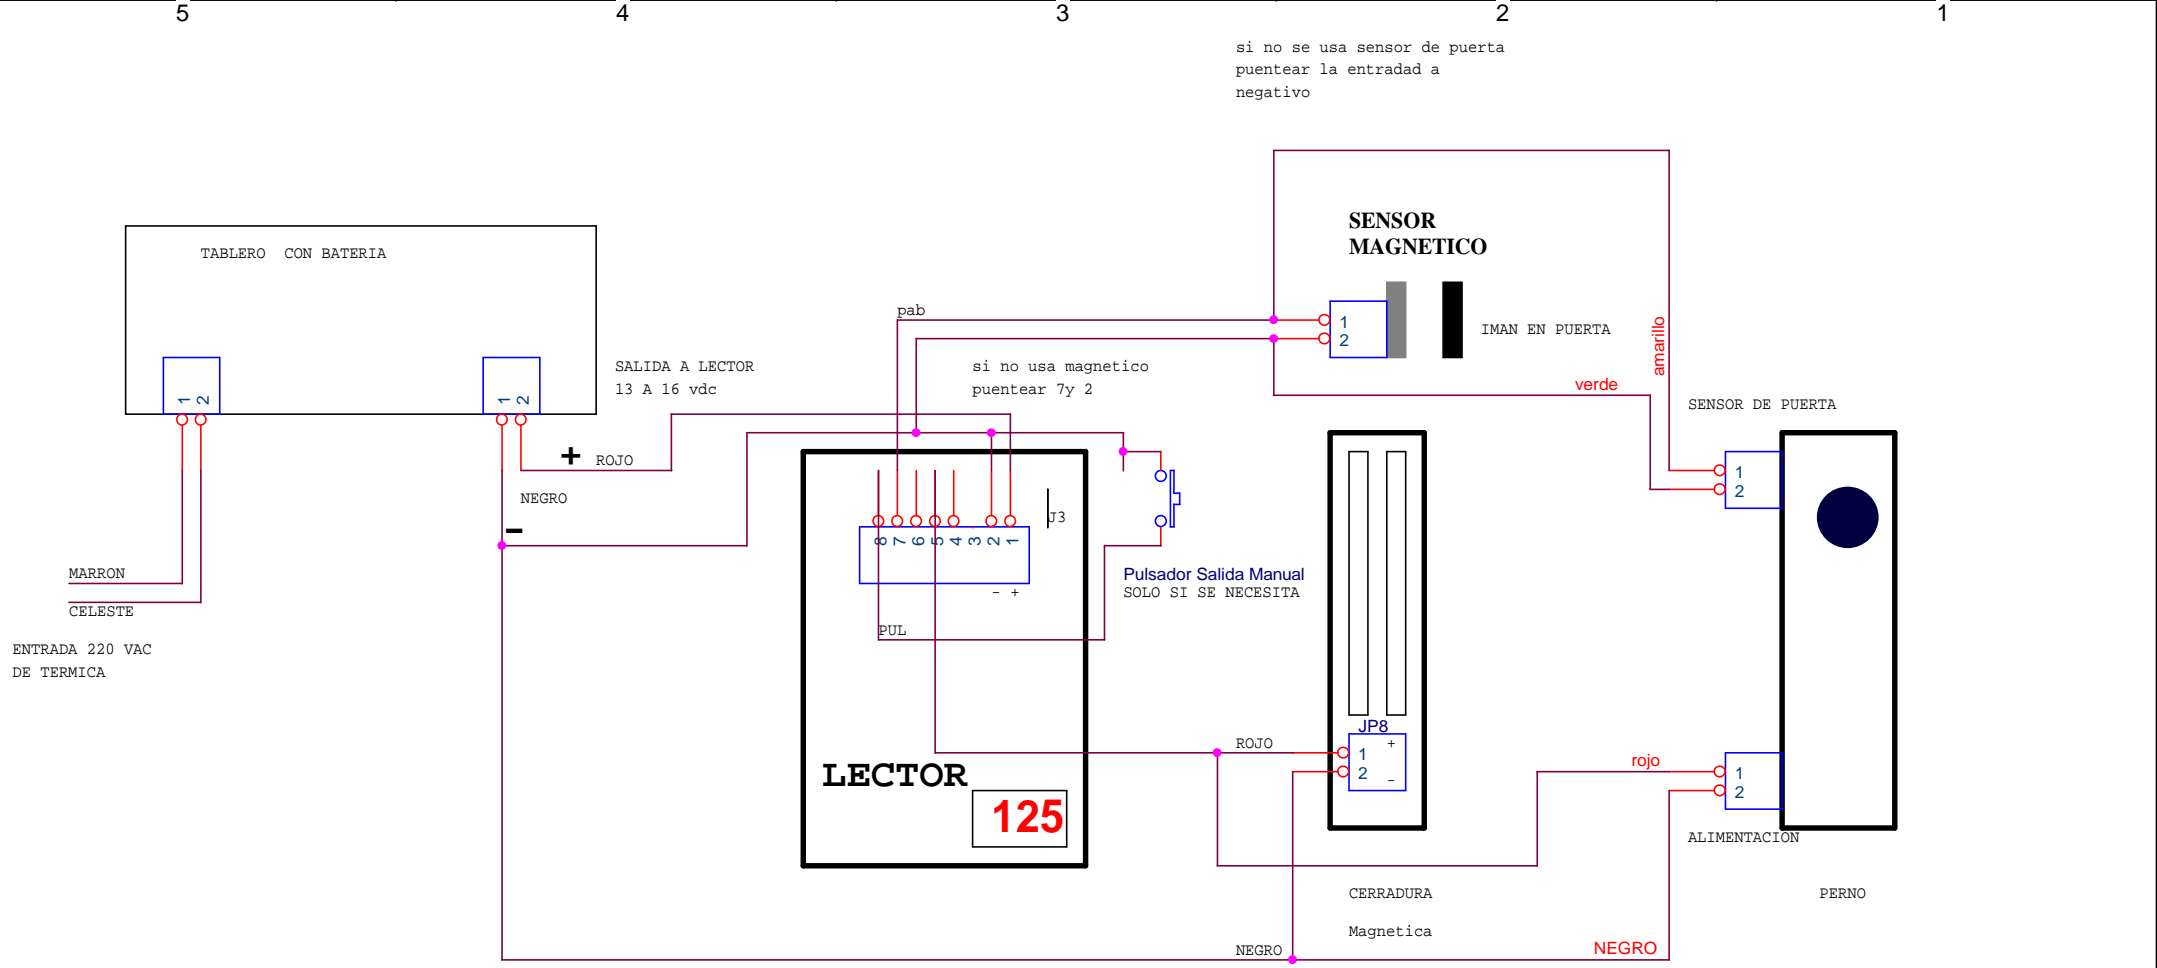 5
4
3
2
1
si no se usa sensor de puerta
puentear la entradad a
negativo
SENSOR
MAGNETICO
TABLERO  CON BATERIA
1
2
1
2
SALIDA A LECTOR
13 A 16 vdc
+
ROJO
NEGRO
-
MARRON
CELESTE
ENTRADA 220 VAC
DE TERMICA
pab
si no usa magnetico
puentear 7y 2
1
2
IMAN EN PUERTA
amarillo
verde
SENSOR DE PUERTA
1
2
J3
8
7
6
5
4
3
2
1
- +
PUL
Pulsador Salida Manual
SOLO SI SE NECESITA
LECTOR
125
ROJO
JP8
1
2
+
-
rojo
1
2
ALIMENTACION
CERRADURA
Magnetica
PERNO
NEGRO
NEGRO